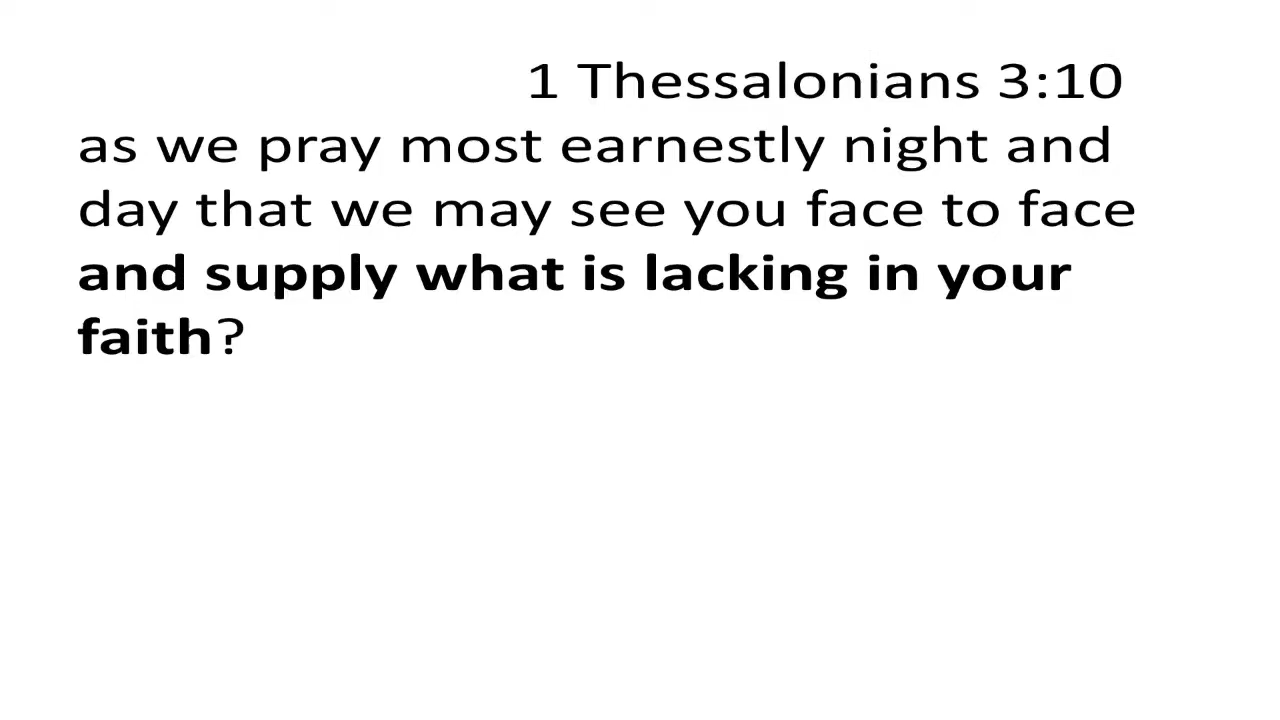 1 Thessalonians 3:10
as we pray most earnestly night and
day that we may see you face to face
and supply what is lacking in your
faith?